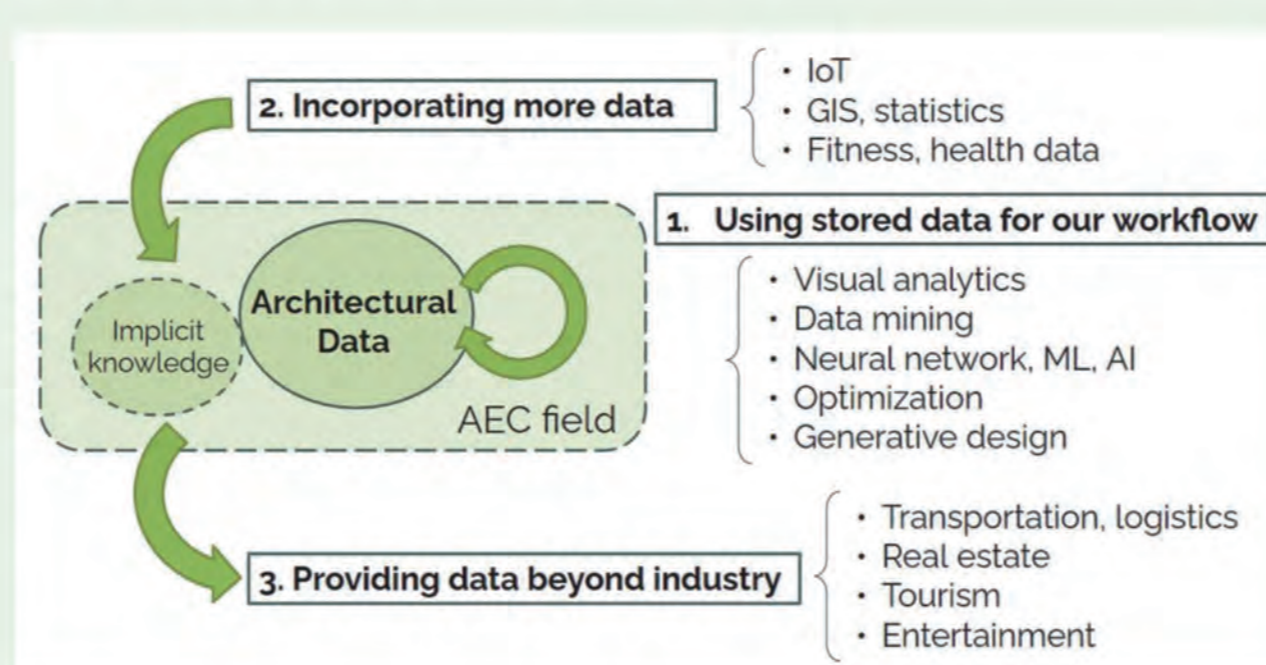 2. Incorporating more data
• IoT
• GIS, statistics
• Fitness, health data
1. Using stored data for our workflow
• Visual analytics
• Data mining
• Neural network, ML, AI
• Optimization
• Generative design
Architectural
Data
Implicit
knowledge
AEC field
3. Providing data beyond industry
• Transportation, logistics
• Real estate
• Tourism
• Entertainment